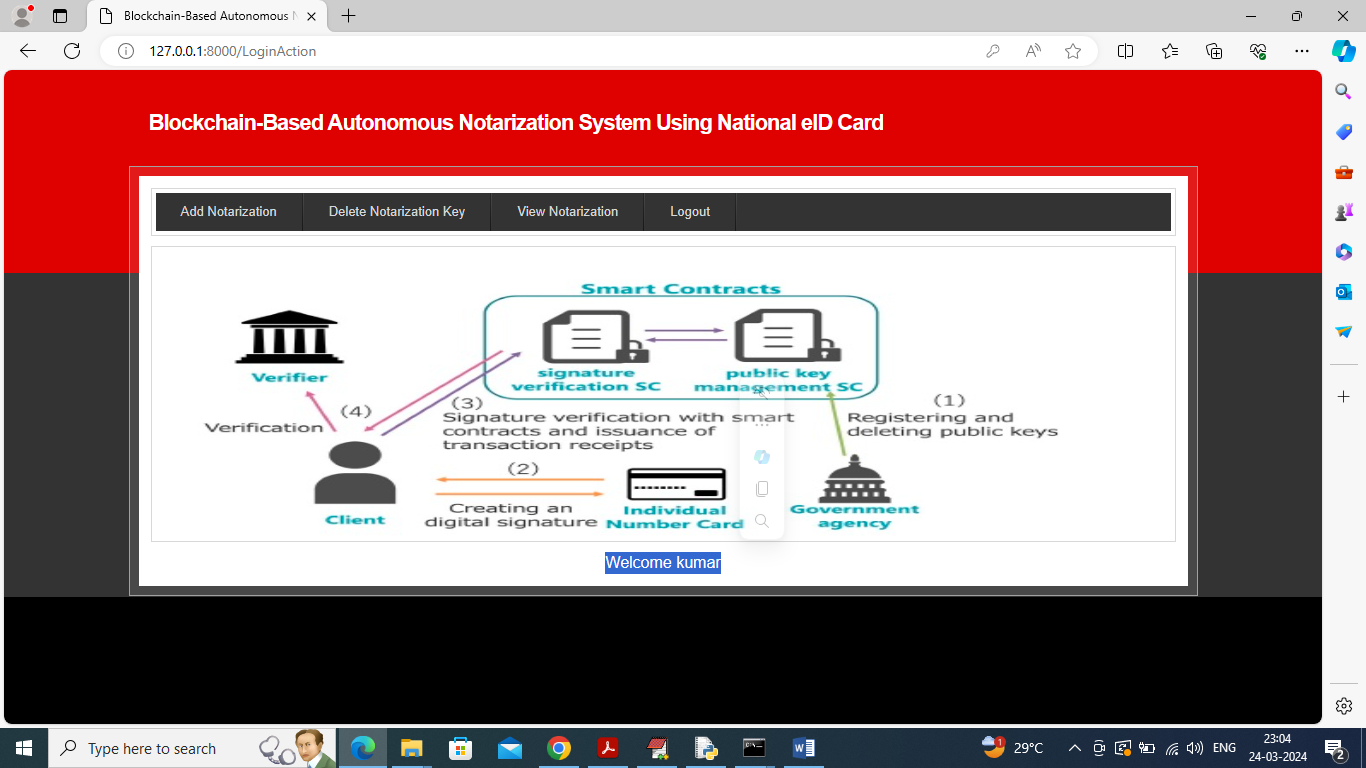 Blockchain-Based Autonomous N
127.0.0.1:8000/LoginAction
Blockchain-Based Autonomous Notarization System Using National eID Card
Add Notarization Delete Notarization Key View Notarization Logout
Smart Contracts
signature
verification SC
public key
management SC
Verifier
(4)
Verification
(3)
Signature verification with smart
contracts and issuance of
transaction receipts
(1)
Registering and
deleting public keys
(2)
Creating an
digital signature
Client
Individual
Number Card
Government
agency
Welcome kumar
Type here to search
1
29°C
ENG
23:04
24-03-2024
2